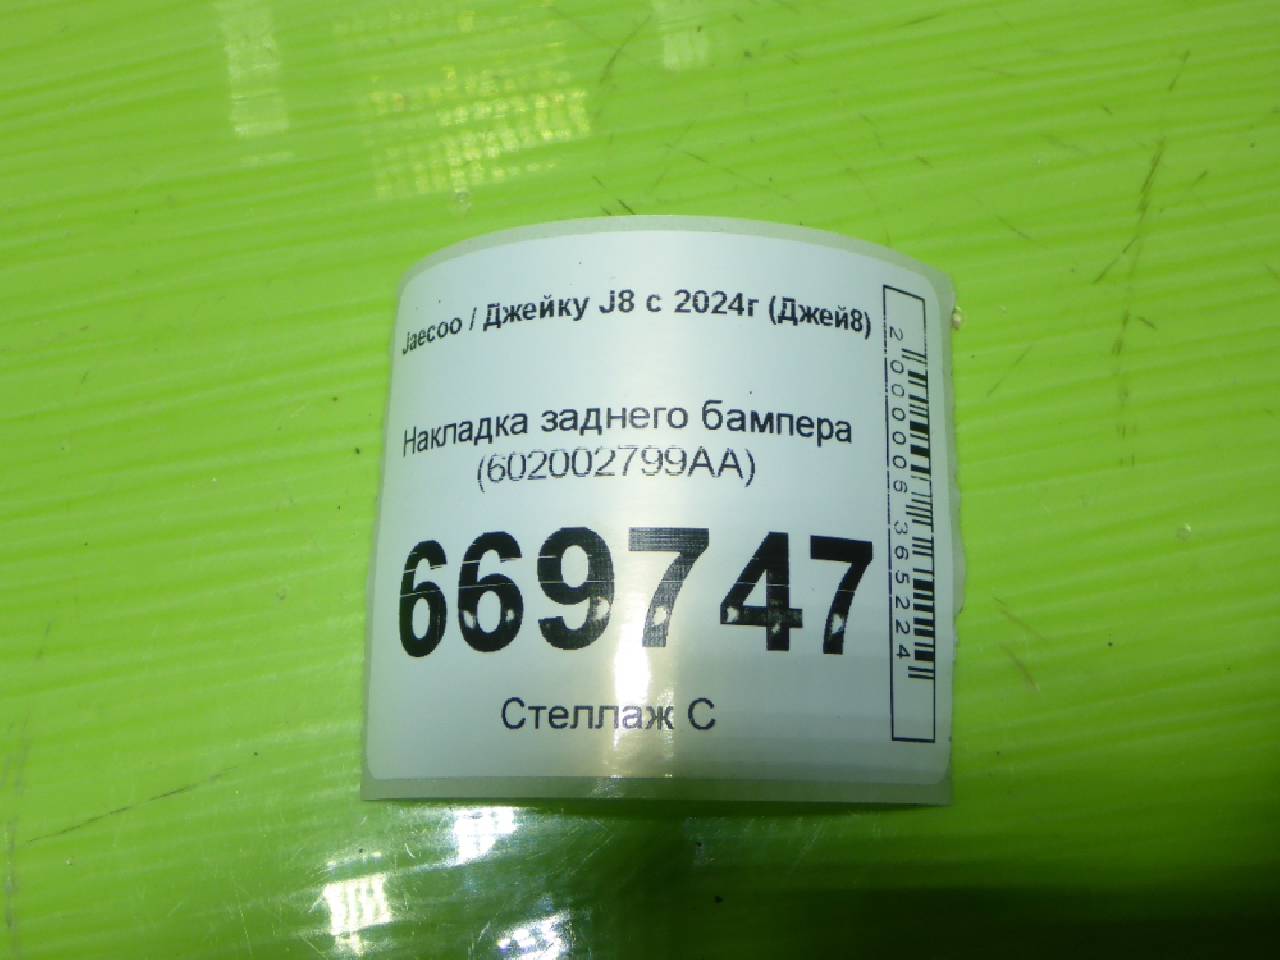 Jaecoo / Джейку J8 с 2024г (Джей8)
Накладка заднего бампера
(602002799AA)
669747
Стеллаж С
2000006365224